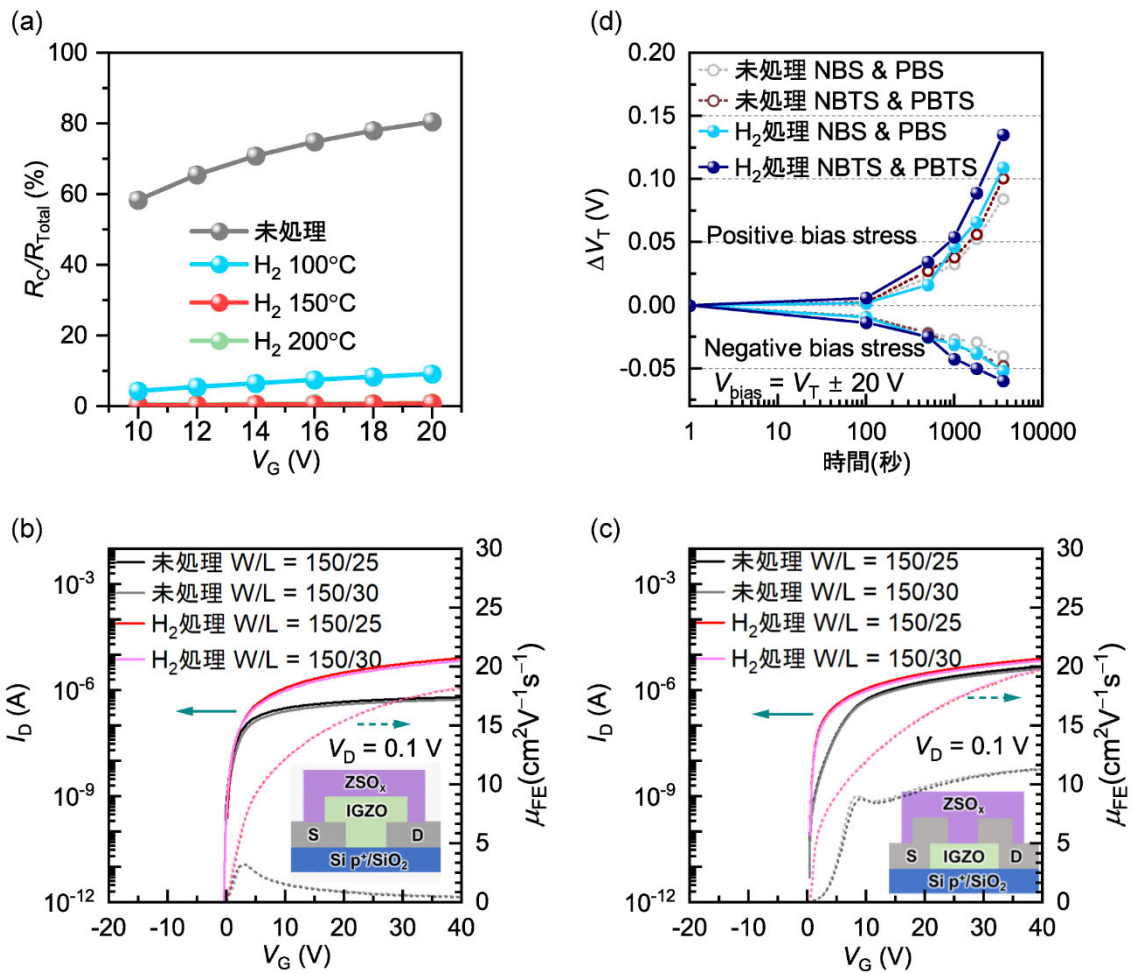 (a)
100
80
60
40
20
0
R_C/R_Total (%)
未処理
H₂ 100°C
H₂ 150°C
H₂ 200°C
10 12 14 16 18 20
V_G (V)
(d)
0.20
0.15
0.10
0.05
0.00
-0.05
ΔV_T (V)
未処理 NBS & PBS
未処理 NBTS & PBTS
H₂処理 NBS & PBS
H₂処理 NBTS & PBTS
Positive bias stress
Negative bias stress
V_bias = V_T ± 20 V
1 100 1000 10000
時間(秒)
(b)
未処理 W/L = 150/25
未処理 W/L = 150/30
H₂処理 W/L = 150/25
H₂処理 W/L = 150/30
10⁻³
10⁻⁶
10⁻⁹
10⁻¹²
I_D (A)
30
25
20
15
10
5
0
μ_FE(cm²V⁻¹s⁻¹)
V_D = 0.1 V
ZSOₓ
IGZO
S D
Si p⁺/SiO₂
-20 -10 0 10 20 30 40
V_G (V)
(c)
未処理 W/L = 150/25
未処理 W/L = 150/30
H₂処理 W/L = 150/25
H₂処理 W/L = 150/30
10⁻³
10⁻⁶
10⁻⁹
10⁻¹²
I_D (A)
30
25
20
15
10
5
0
μ_FE(cm²V⁻¹s⁻¹)
V_D = 0.1 V
ZSOₓ
S IGZO D
Si p⁺/SiO₂
-20 -10 0 10 20 30 40
V_G (V)